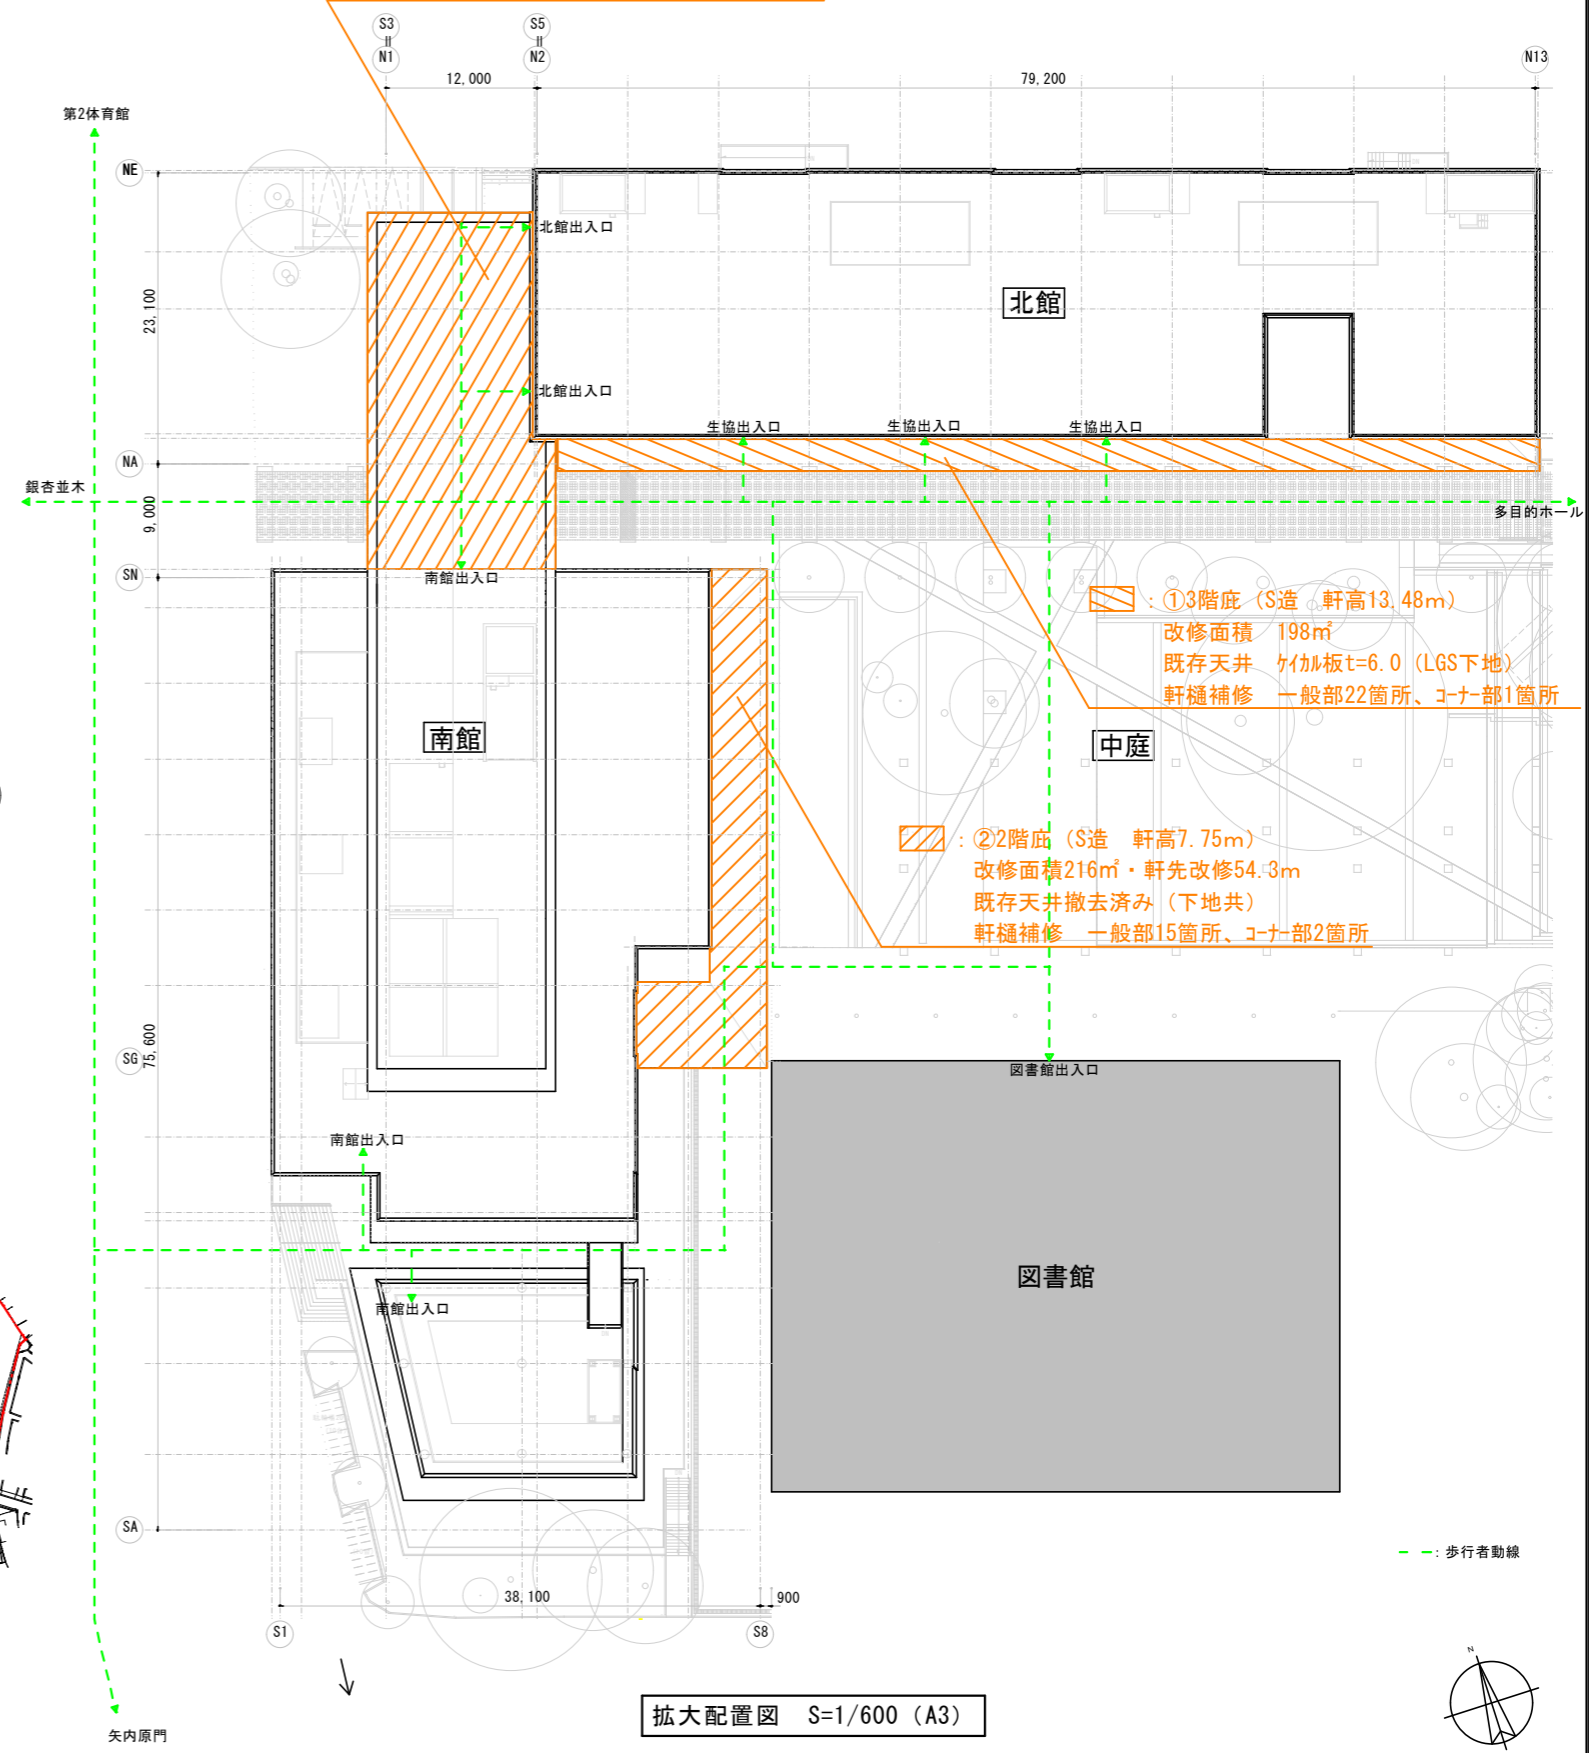 S3
S5
N1
N2
N13
12,000
79,200
第2体育館
NE
北館出入口
北館
23,100
北館出入口
生協出入口
生協出入口
生協出入口
NA
銀杏並木
9,000
多目的ホール
SN
南館出入口
：①3階庇（S造　軒高13.48m）
改修面積　198㎡
既存天井　ケイカル板t=6.0（LGS下地）
軒樋補修　一般部22箇所、コーナー部1箇所
南館
中庭
：②2階庇（S造　軒高7.75m）
改修面積216㎡・軒先改修54.3m
既存天井撤去済み（下地共）
軒樋補修　一般部15箇所、コーナー部2箇所
SG
75,600
図書館出入口
南館出入口
図書館
南館出入口
SA
：歩行者動線
38,100
900
S1
S8
N
拡大配置図　S=1/600（A3）
矢内原門